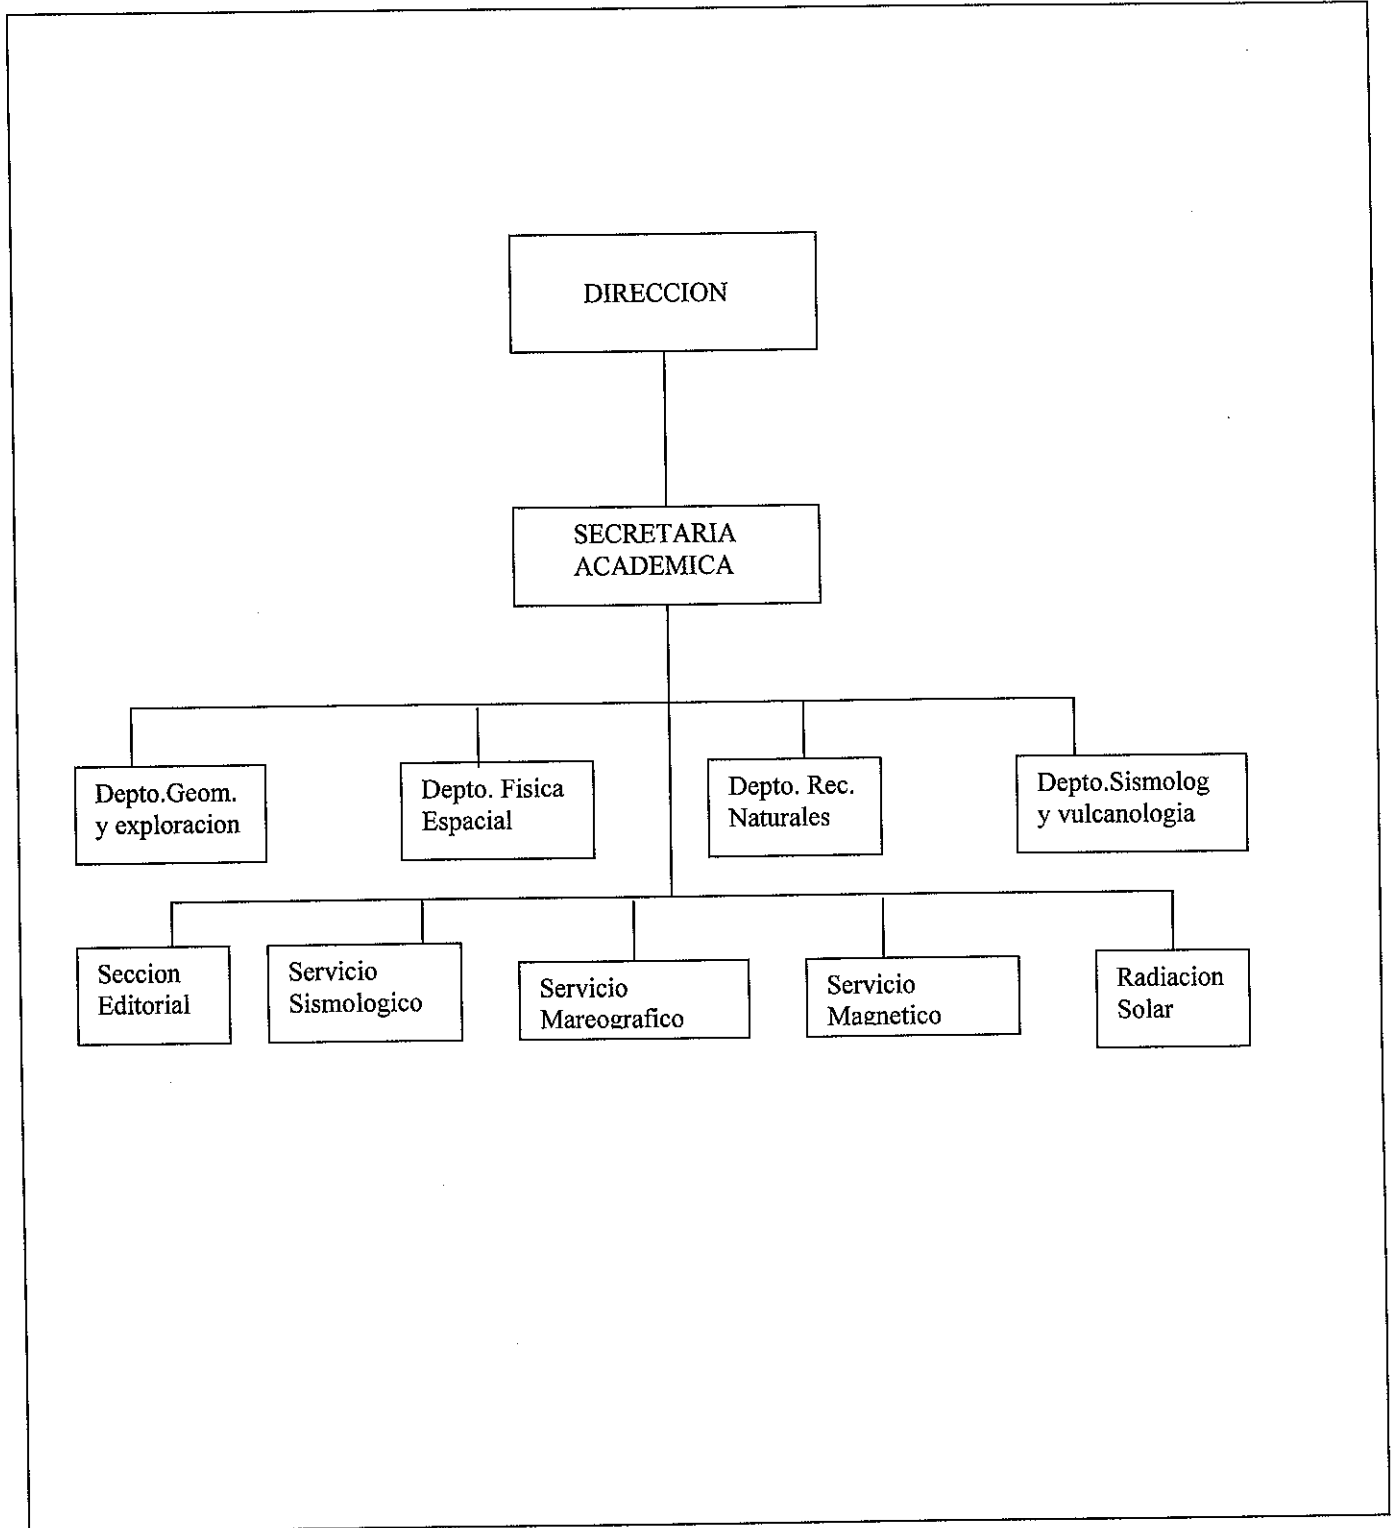 DIRECCION
SECRETARIA
ACADEMICA
Depto.Geom.
y exploracion
Depto. Fisica
Espacial
Depto. Rec.
Naturales
Depto.Sismolog
y vulcanologia
Seccion
Editorial
Servicio
Sismologico
Servicio
Mareografico
Servicio
Magnetico
Radiacion
Solar